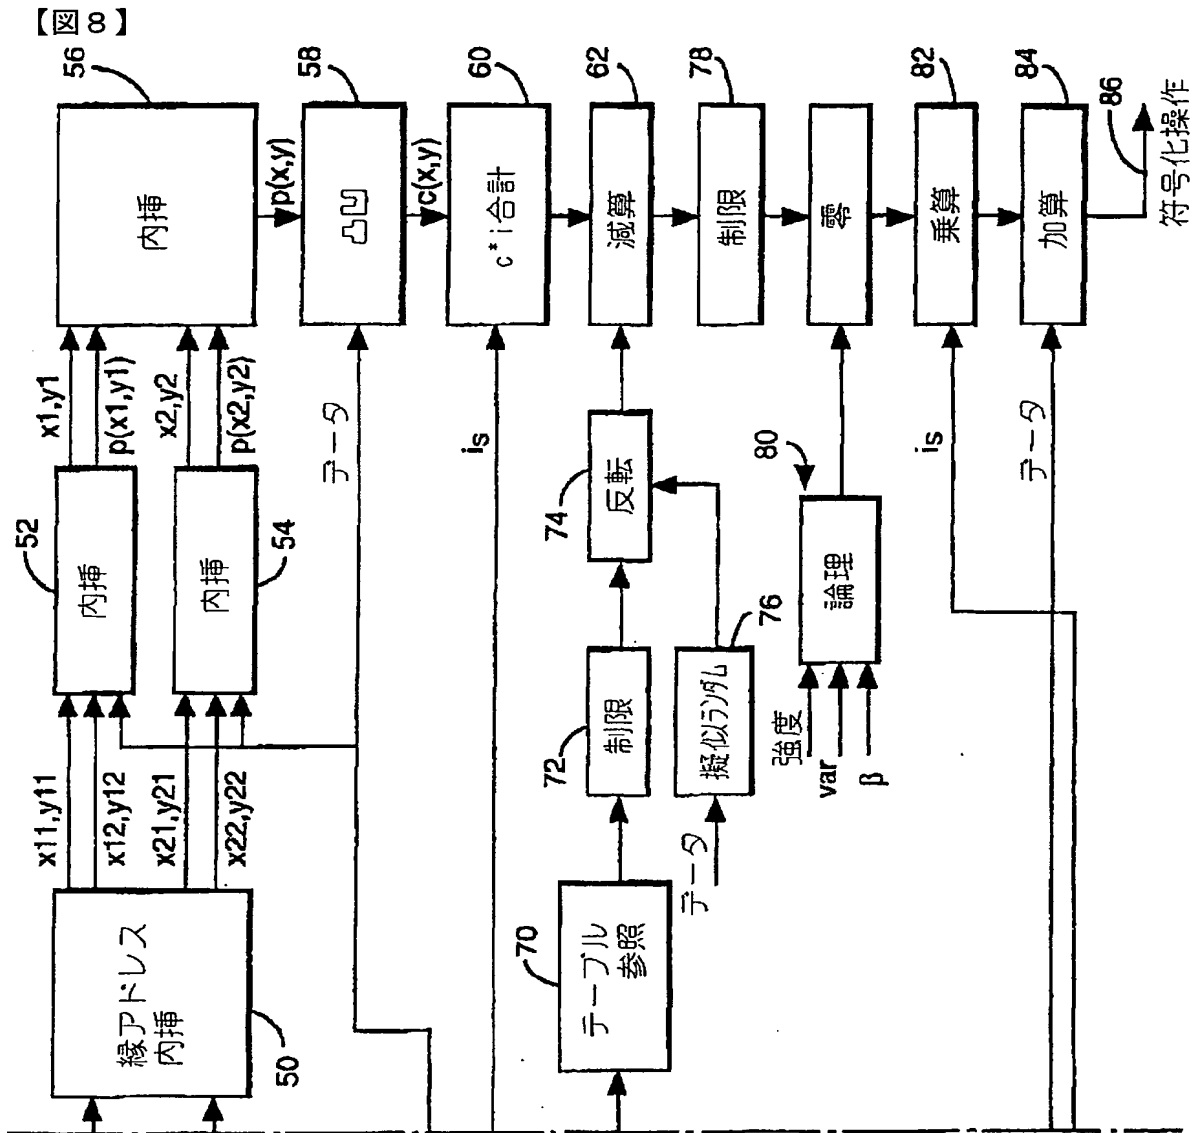 【図８】
56
内挿
p(x,y)
58
凸凹
c(x,y)
60
c*i合計
62
減算
78
制限
零
82
乗算
84
加算
86
符号化操作
x1,y1
p(x1,y1)
x2,y2
p(x2,y2)
データ
is
is
データ
52
内挿
54
内挿
74
反転
80
論理
強度
var
β
72
制限
76
擬似ランダム
データ
x11,y11
x12,y12
x21,y21
x22,y22
縁アドレス
内挿
50
70
テーブル
参照